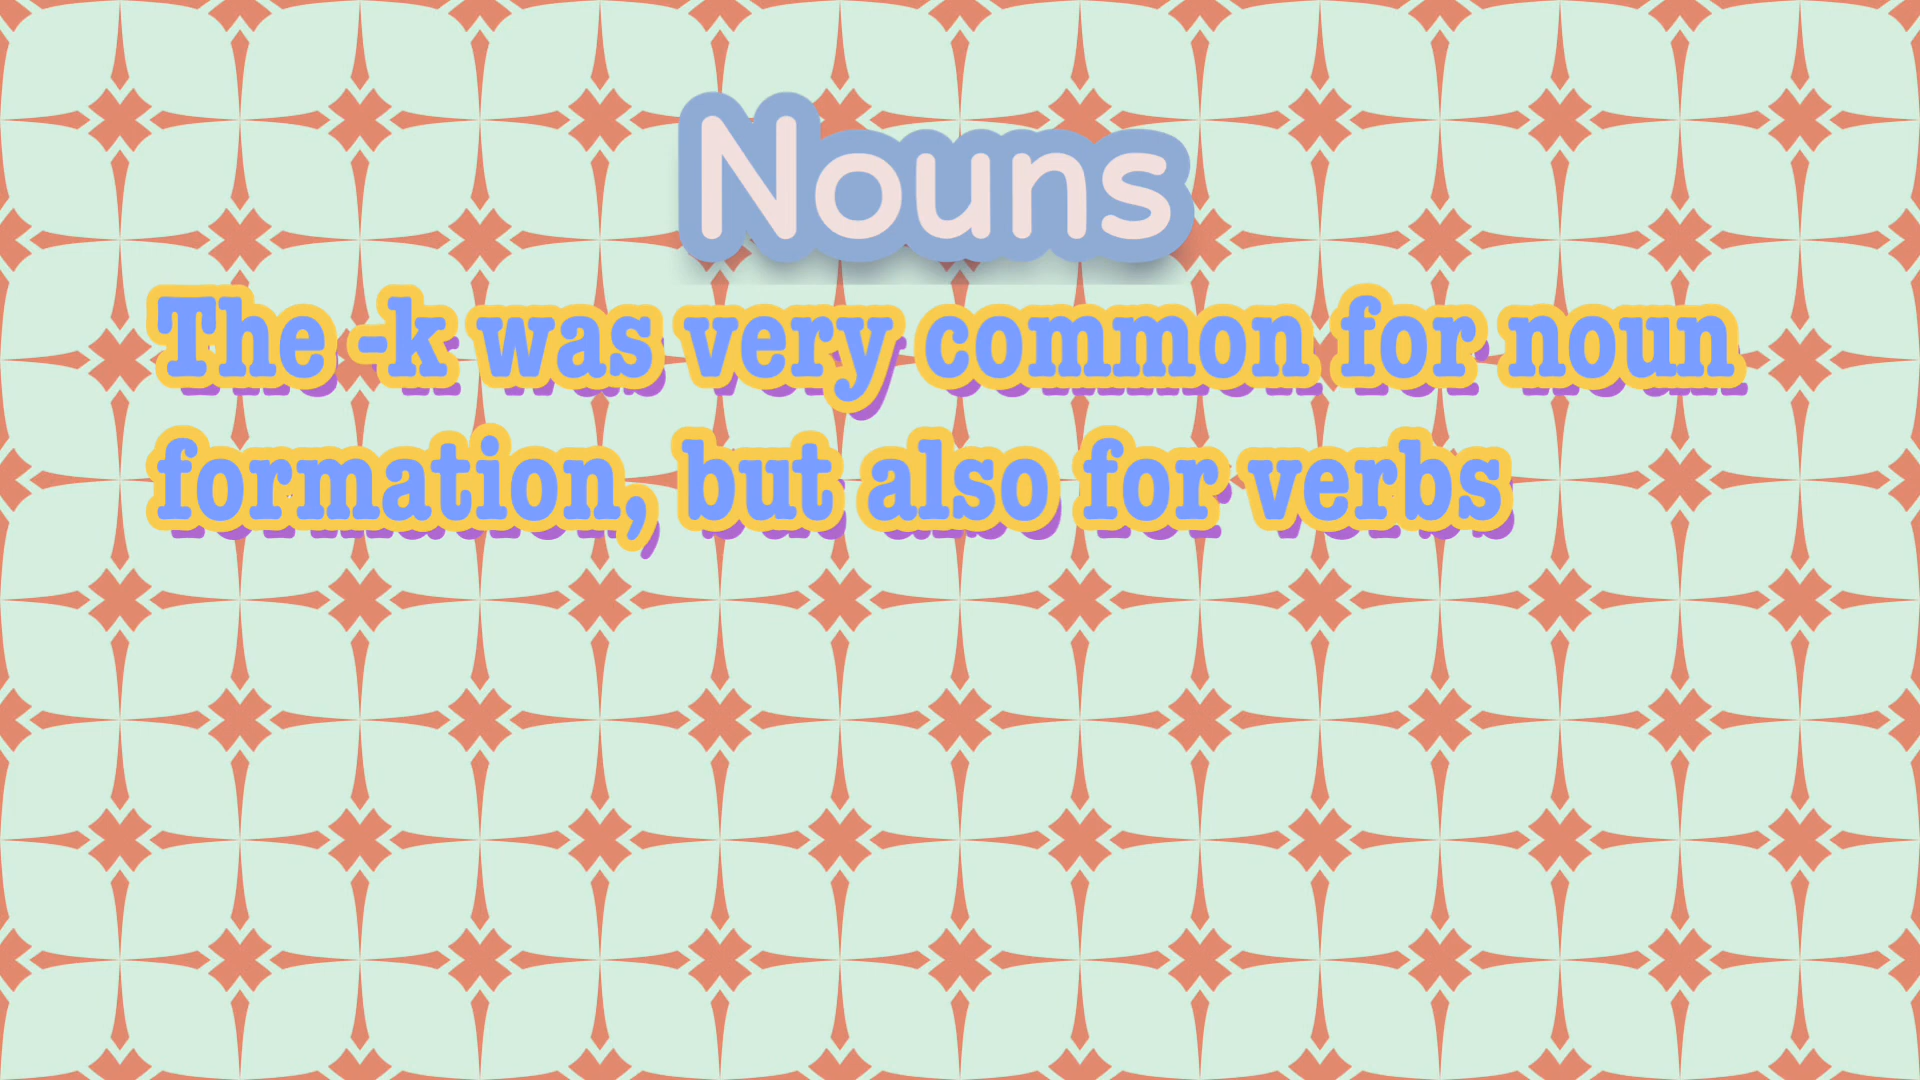 Nouns
The -k was very common for noun
formation, but also for verbs